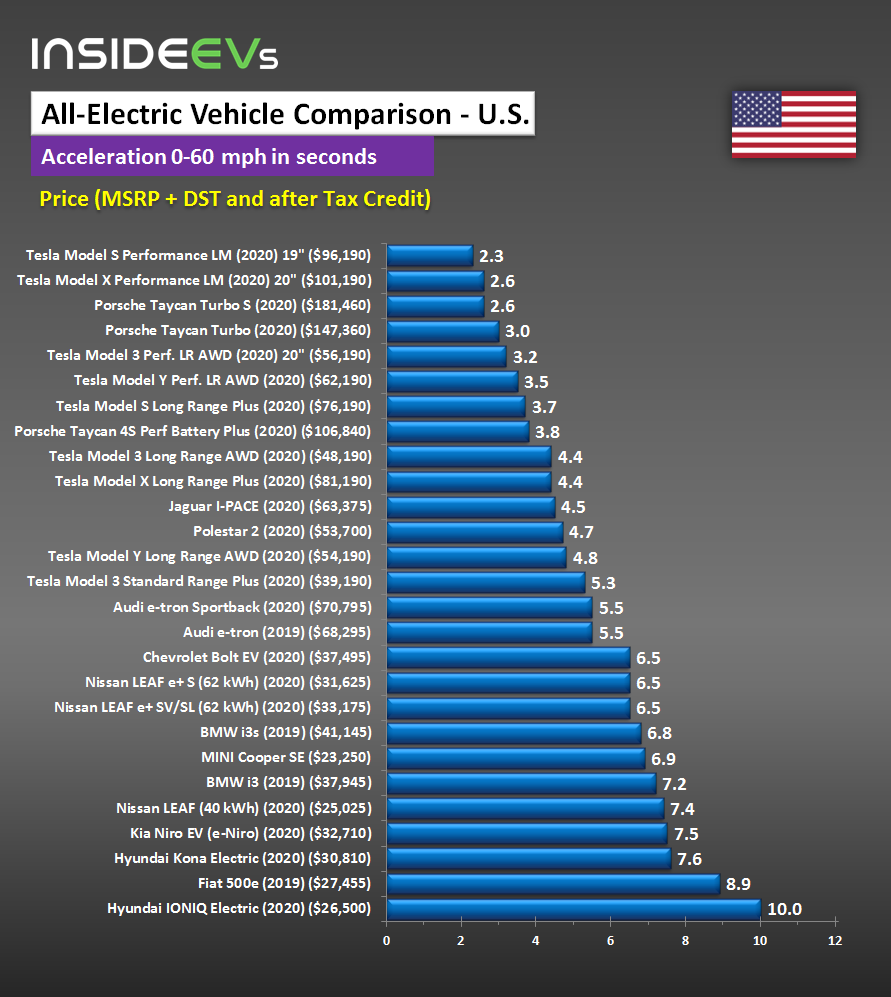 INSIDEEVs
All-Electric Vehicle Comparison - U.S.
Acceleration 0-60 mph in seconds
Price (MSRP + DST and after Tax Credit)
Tesla Model S Performance LM (2020) 19" ($96,190) 2.3
Tesla Model X Performance LM (2020) 20" ($101,190) 2.6
Porsche Taycan Turbo S (2020) ($181,460) 2.6
Porsche Taycan Turbo (2020) ($147,360) 3.0
Tesla Model 3 Perf. LR AWD (2020) 20" ($56,190) 3.2
Tesla Model Y Perf. LR AWD (2020) ($62,190) 3.5
Tesla Model S Long Range Plus (2020) ($76,190) 3.7
Porsche Taycan 4S Perf Battery Plus (2020) ($106,840) 3.8
Tesla Model 3 Long Range AWD (2020) ($48,190) 4.4
Tesla Model X Long Range Plus (2020) ($81,190) 4.4
Jaguar I-PACE (2020) ($63,375) 4.5
Polestar 2 (2020) ($53,700) 4.7
Tesla Model Y Long Range AWD (2020) ($54,190) 4.8
Tesla Model 3 Standard Range Plus (2020) ($39,190) 5.3
Audi e-tron Sportback (2020) ($70,795) 5.5
Audi e-tron (2019) ($68,295) 5.5
Chevrolet Bolt EV (2020) ($37,495) 6.5
Nissan LEAF e+ S (62 kWh) (2020) ($31,625) 6.5
Nissan LEAF e+ SV/SL (62 kWh) (2020) ($33,175) 6.5
BMW i3s (2019) ($41,145) 6.8
MINI Cooper SE ($23,250) 6.9
BMW i3 (2019) ($37,945) 7.2
Nissan LEAF (40 kWh) (2020) ($25,025) 7.4
Kia Niro EV (e-Niro) (2020) ($32,710) 7.5
Hyundai Kona Electric (2020) ($30,810) 7.6
Fiat 500e (2019) ($27,455) 8.9
Hyundai IONIQ Electric (2020) ($26,500) 10.0
0 2 4 6 8 10 12